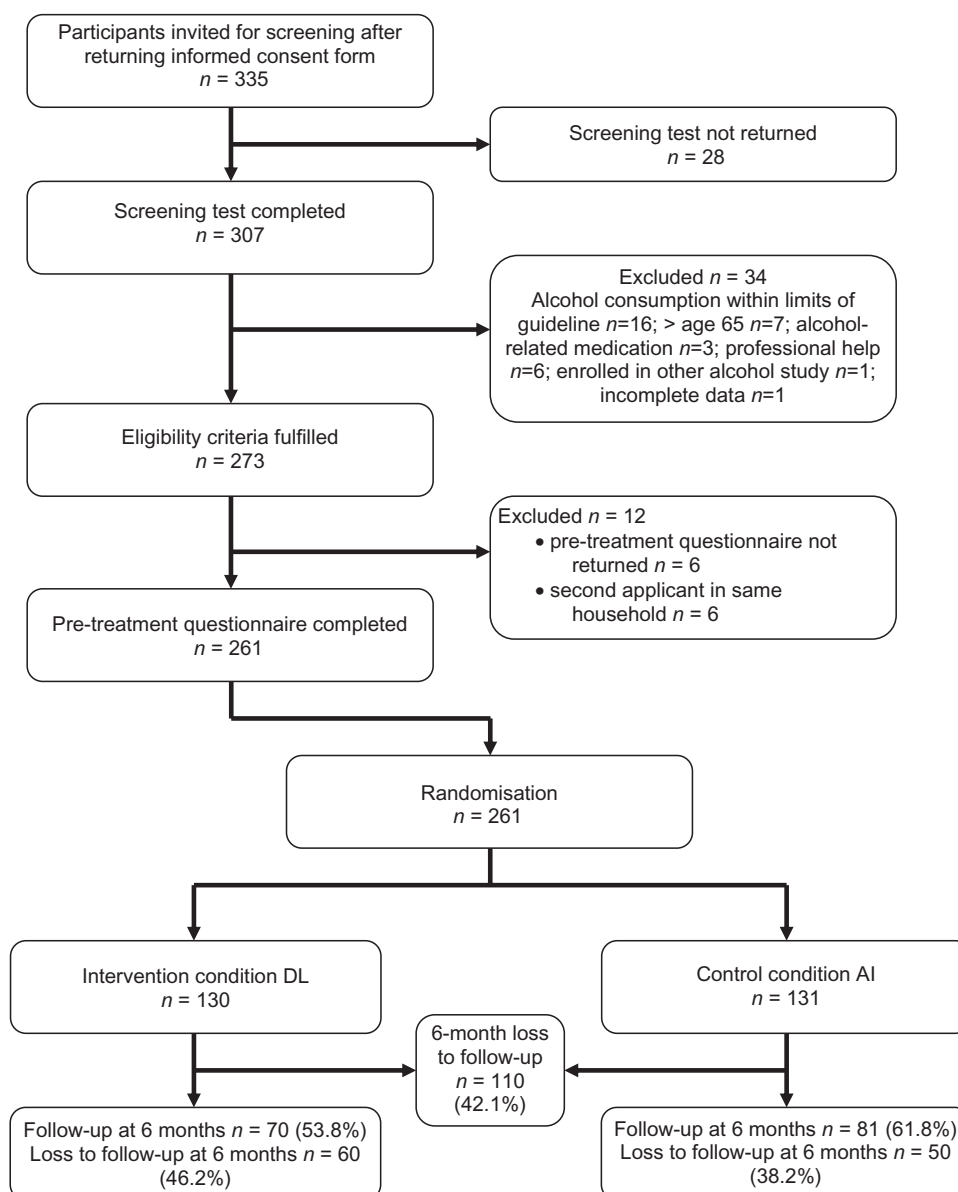 Participants invited for screening after
returning informed consent form
n = 335
Screening test not returned
n = 28
Screening test completed
n = 307
Excluded n = 34
Alcohol consumption within limits of
guideline n=16; > age 65 n=7; alcohol-
related medication n=3; professional help
n=6; enrolled in other alcohol study n=1;
incomplete data n=1
Eligibility criteria fulfilled
n = 273
Excluded n = 12
• pre-treatment questionnaire not
returned n = 6
• second applicant in same
household n = 6
Pre-treatment questionnaire completed
n = 261
Randomisation
n = 261
Intervention condition DL
n = 130
Control condition AI
n = 131
6-month loss
to follow-up
n = 110
(42.1%)
Follow-up at 6 months n = 70 (53.8%)
Loss to follow-up at 6 months n = 60
(46.2%)
Follow-up at 6 months n = 81 (61.8%)
Loss to follow-up at 6 months n = 50
(38.2%)